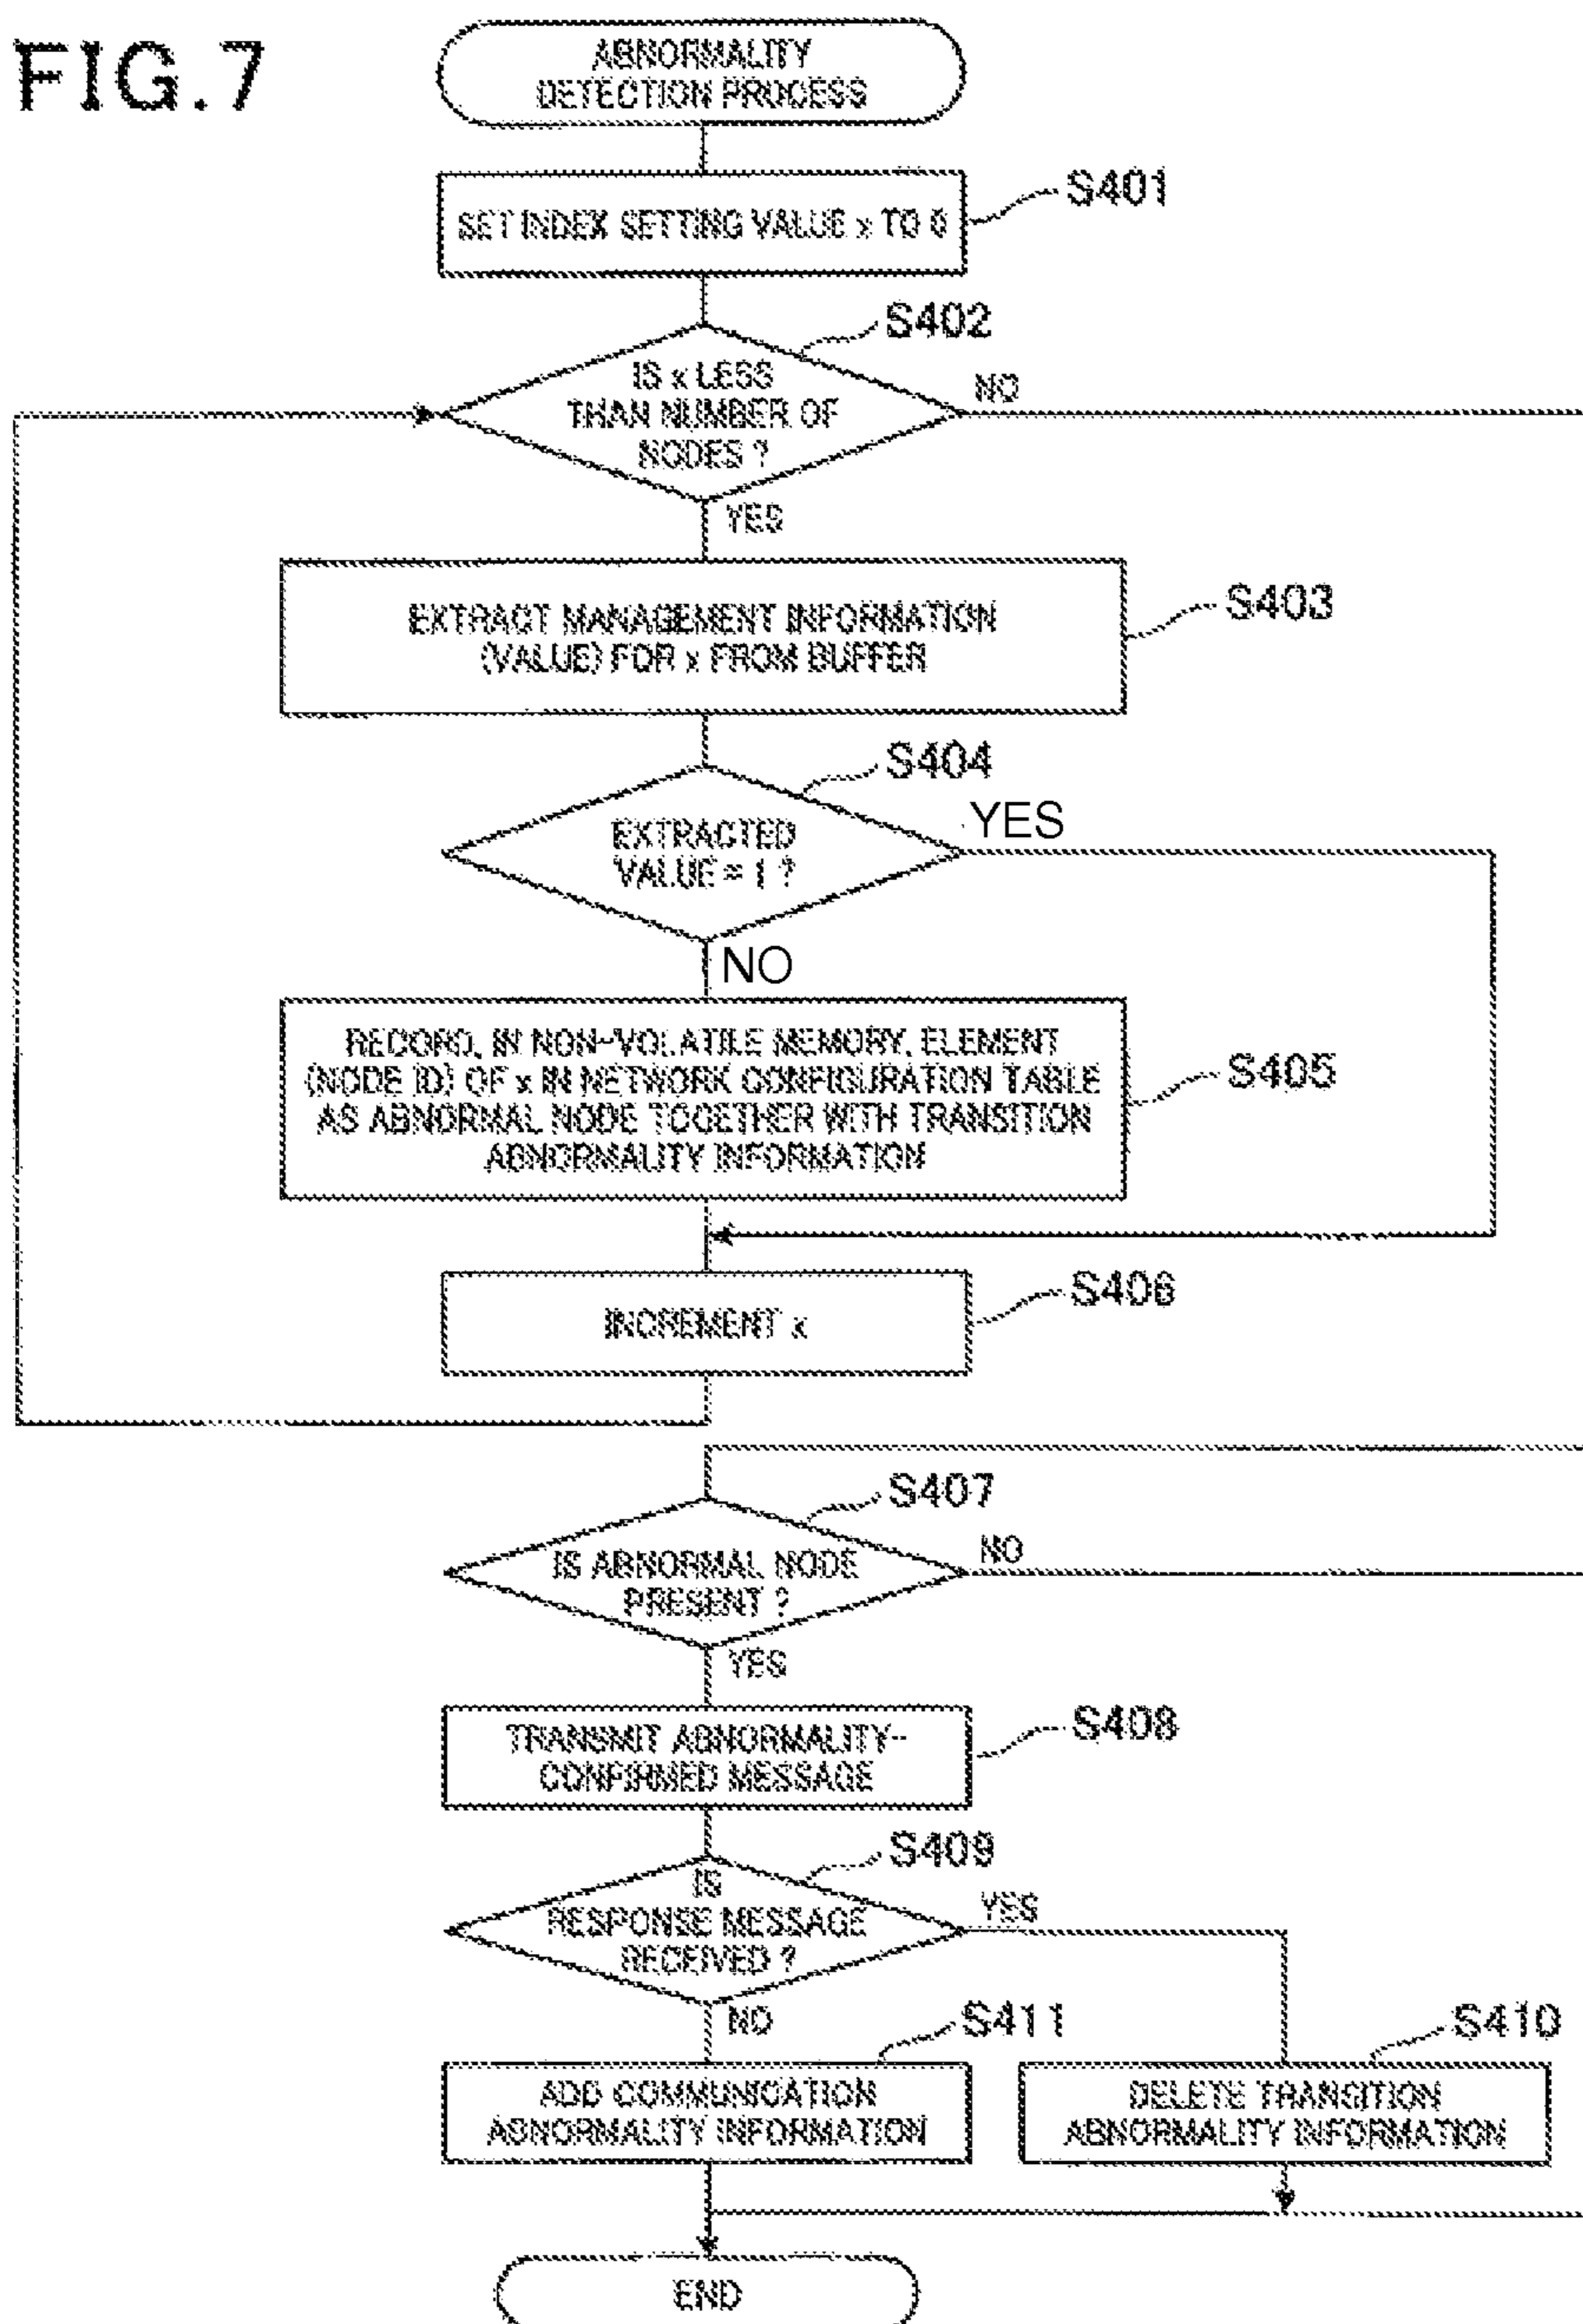 FIG.7
ABNORMALITY
DETECTION PROCESS
S401
SET INDEX SETTING VALUE x TO 0
S402
IS x LESS
THAN NUMBER OF
NODES ?
NO
YES
S403
EXTRACT MANAGEMENT INFORMATION
(VALUE) FOR x FROM BUFFER
S404
EXTRACTED
VALUE = 1 ?
YES
NO
RECORD, IN NON-VOLATILE MEMORY, ELEMENT
(NODE ID) OF x IN NETWORK CONFIGURATION TABLE
AS ABNORMAL NODE TOGETHER WITH TRANSITION
ABNORMALITY INFORMATION
S405
S406
INCREMENT x
S407
IS ABNORMAL NODE
PRESENT ?
NO
YES
TRANSMIT ABNORMALITY-
CONFIRMED MESSAGE
S408
S409
IS
RESPONSE MESSAGE
RECEIVED ?
YES
NO
S411
ADD COMMUNICATION
ABNORMALITY INFORMATION
S410
DELETE TRANSITION
ABNORMALITY INFORMATION
END